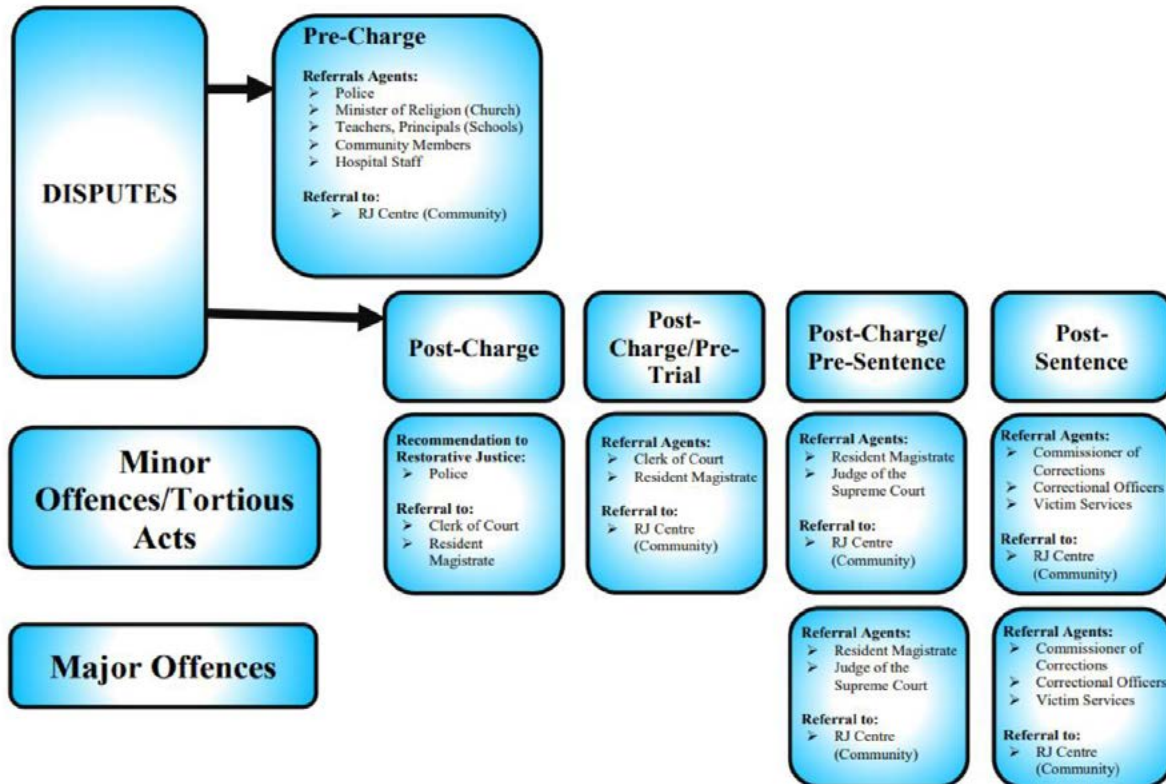 DISPUTES
Pre-Charge
Referrals Agents:
➢ Police
➢ Minister of Religion (Church)
➢ Teachers, Principals (Schools)
➢ Community Members
➢ Hospital Staff
Referral to:
➢ RJ Centre (Community)
Post-Charge
Post-
Charge/Pre-
Trial
Post-Charge/
Pre-Sentence
Post-
Sentence
Minor
Offences/Tortious
Acts
Recommendation to
Restorative Justice:
➢ Police
Referral to:
➢ Clerk of Court
➢ Resident
Magistrate
Referral Agents:
➢ Clerk of Court
➢ Resident Magistrate
Referral to:
➢ RJ Centre
(Community)
Referral Agents:
➢ Resident Magistrate
➢ Judge of the
Supreme Court
Referral to:
➢ RJ Centre
(Community)
Referral Agents:
➢ Commissioner of
Corrections
➢ Correctional Officers
➢ Victim Services
Referral to:
➢ RJ Centre
(Community)
Major Offences
Referral Agents:
➢ Resident Magistrate
➢ Judge of the
Supreme Court
Referral to:
➢ RJ Centre
(Community)
Referral Agents:
➢ Commissioner of
Corrections
➢ Correctional Officers
➢ Victim Services
Referral to:
➢ RJ Centre
(Community)